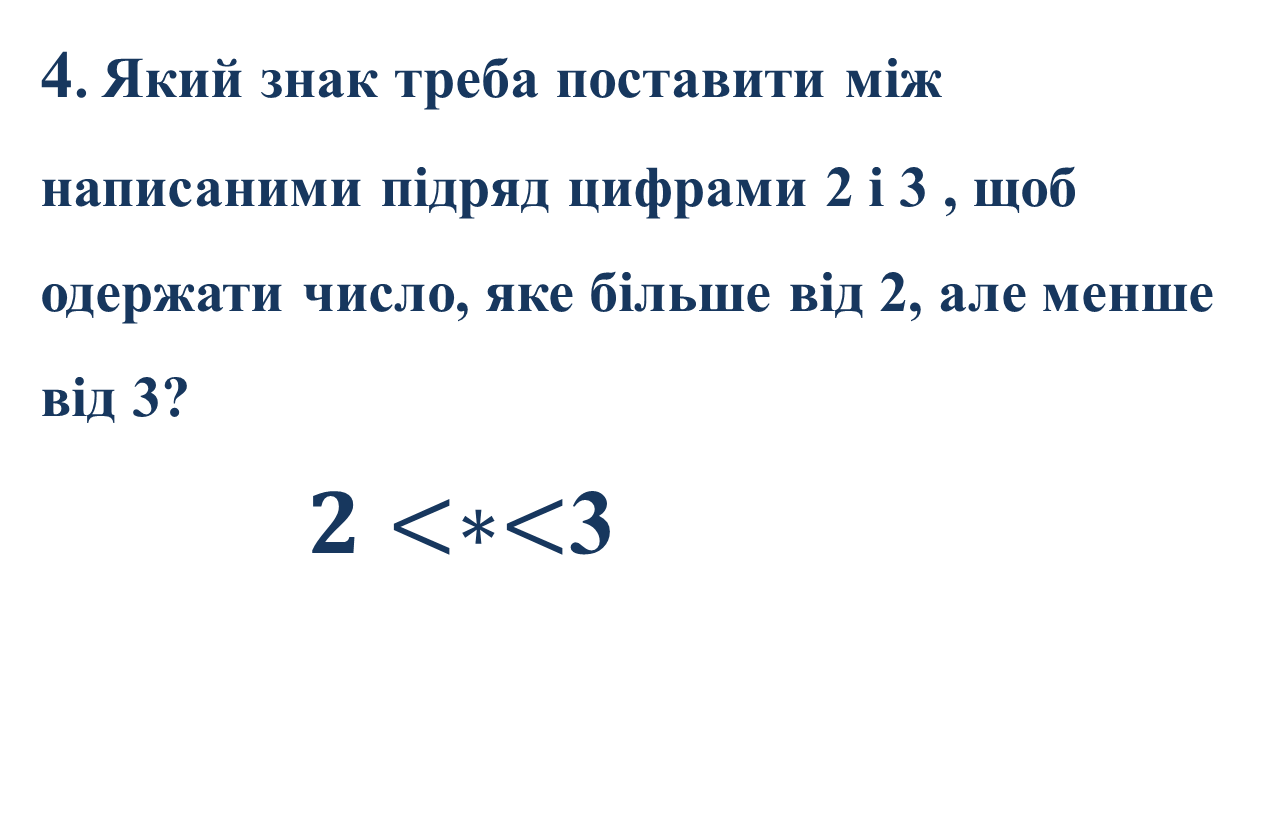 4. Який знак треба поставити між
написаними підряд цифрами 2 і 3 , щоб
одержати число, яке більше від 2, але менше
від 3?
2 <*<3